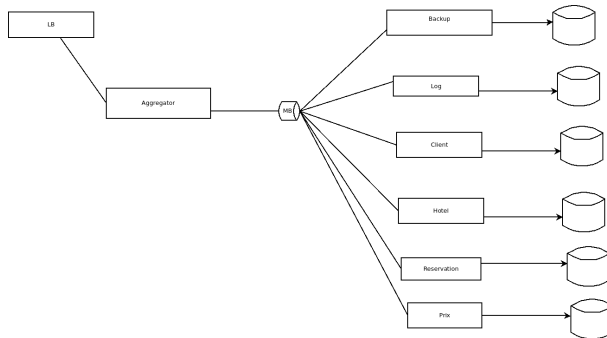 LB
Aggregator
MB
Backup
Log
Client
Hotel
Reservation
Prix